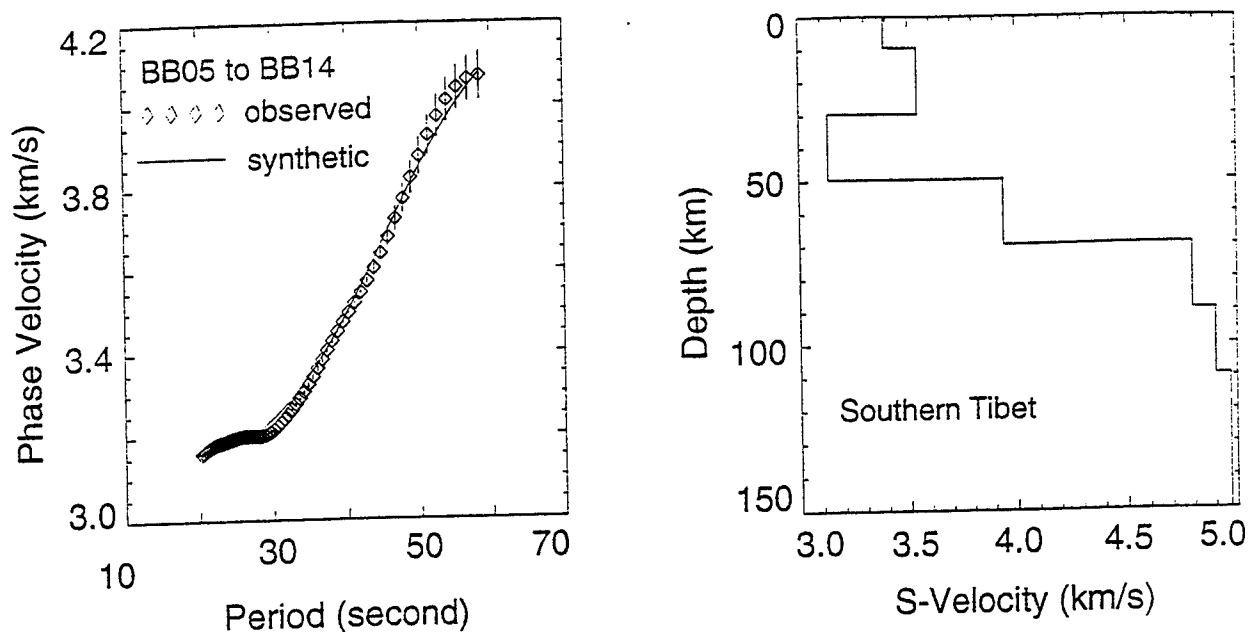 4.2
3.8
3.4
3.0
Phase Velocity (km/s)
BB05 to BB14
observed
synthetic
10
30
50
70
Period (second)
0
50
100
150
Depth (km)
Southern Tibet
3.0
3.5
4.0
4.5
5.0
S-Velocity (km/s)